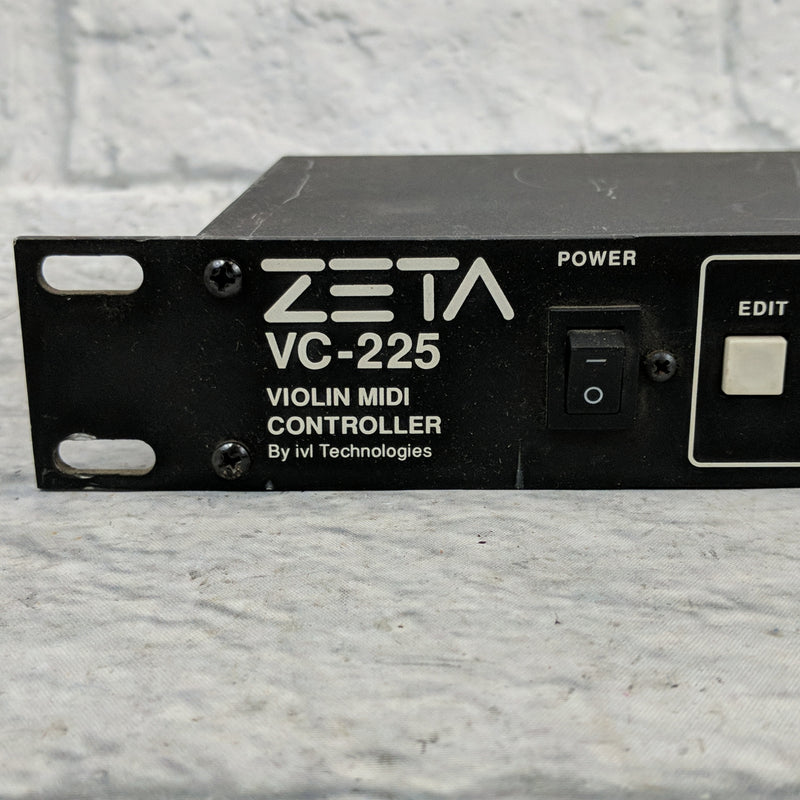 ZETA
VC-225
VIOLIN MIDI
CONTROLLER
By ivl Technologies
POWER
EDIT